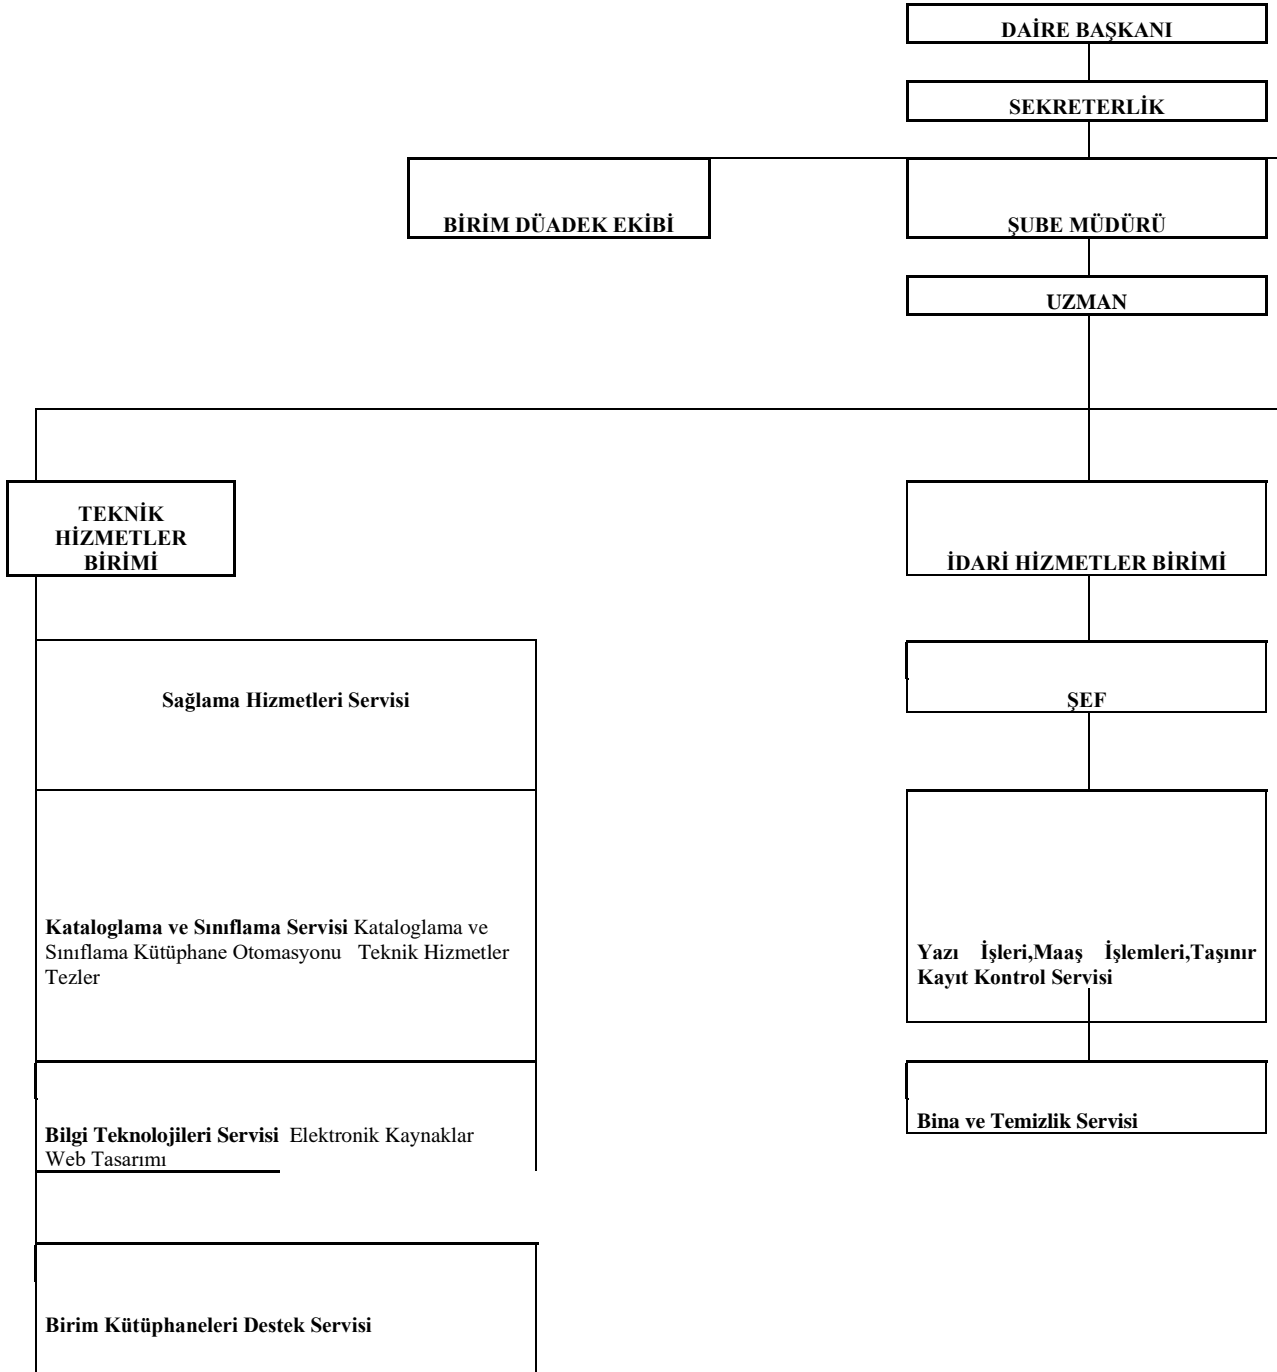 DAİRE BAŞKANI
SEKRETERLİK
BİRİM DÜADEK EKİBİ
ŞUBE MÜDÜRÜ
UZMAN
TEKNİK
HİZMETLER
BİRİMİ
İDARİ HİZMETLER BİRİMİ
Sağlama Hizmetleri Servisi
ŞEF
Kataloglama ve Sınıflama Servisi Kataloglama ve
Sınıflama Kütüphane Otomasyonu Teknik Hizmetler
Tezler
Yazı İşleri,Maaş İşlemleri,Taşınır
Kayıt Kontrol Servisi
Bilgi Teknolojileri Servisi Elektronik Kaynaklar
Web Tasarımı
Bina ve Temizlik Servisi
Birim Kütüphaneleri Destek Servisi